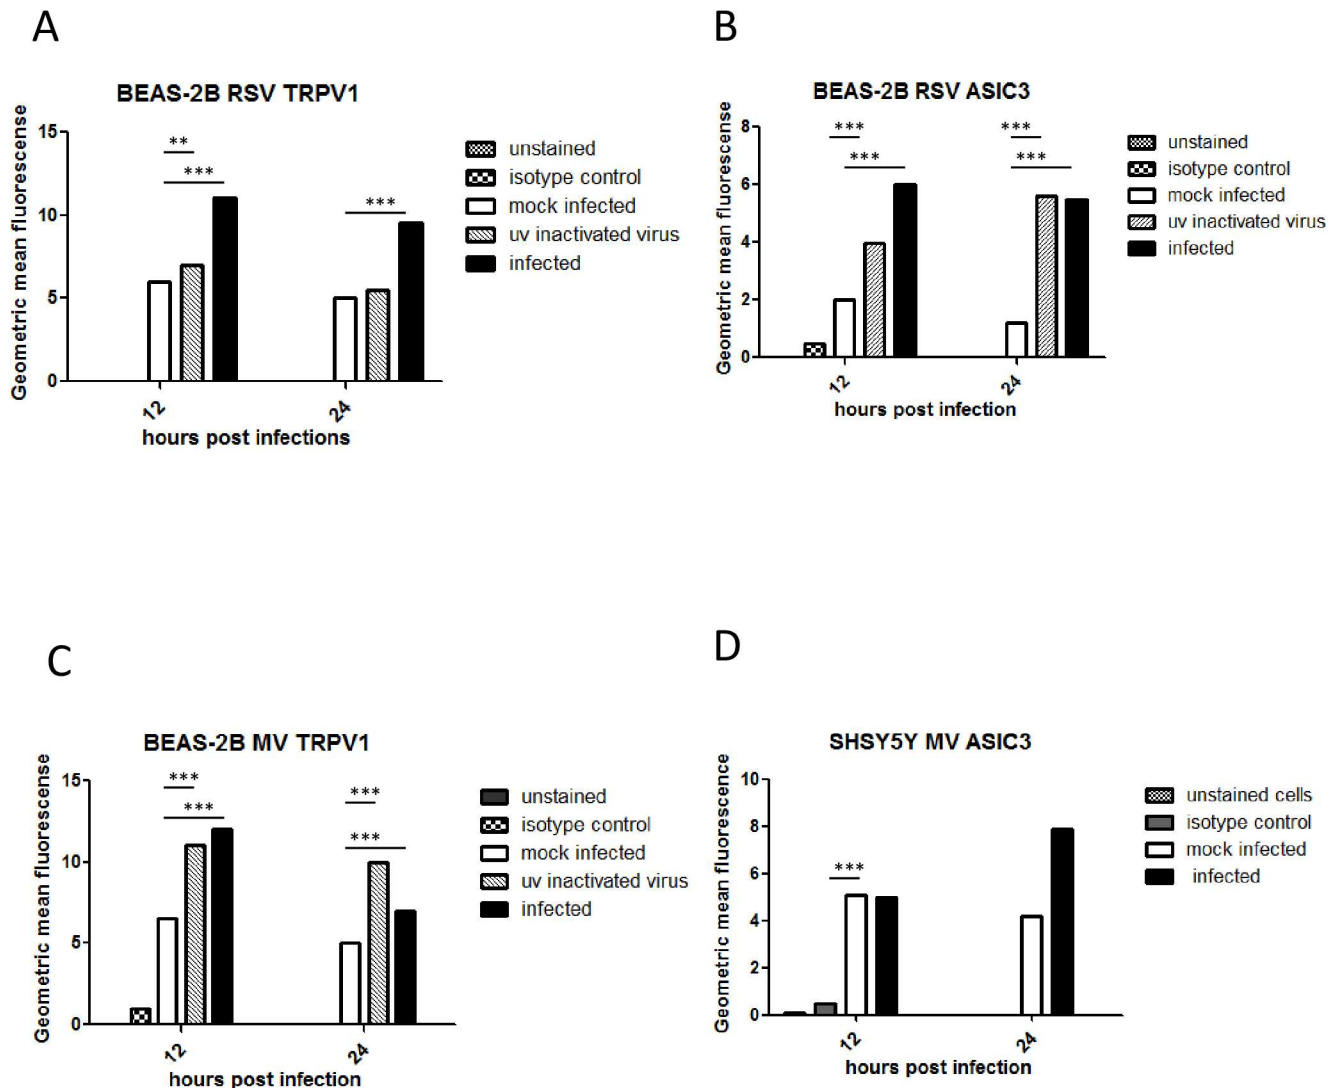 A
BEAS-2B RSV TRPV1
Geometric mean fluorescense
15
10
5
0
**
***
***
12
24
hours post infections
unstained
isotype control
mock infected
uv inactivated virus
infected
B
BEAS-2B RSV ASIC3
Geometric mean fluorescense
8
6
4
2
0
***
***
***
***
12
24
hours post infection
unstained
isotype control
mock infected
uv inactivated virus
infected
C
BEAS-2B MV TRPV1
Geometric mean fluorescense
15
10
5
0
***
***
***
***
12
24
hours post infection
unstained
isotype control
mock infected
uv inactivated virus
infected
D
SHSY5Y MV ASIC3
Geometric mean fluorescence
10
8
6
4
2
0
***
12
24
hours post infection
unstained cells
isotype control
mock infected
infected